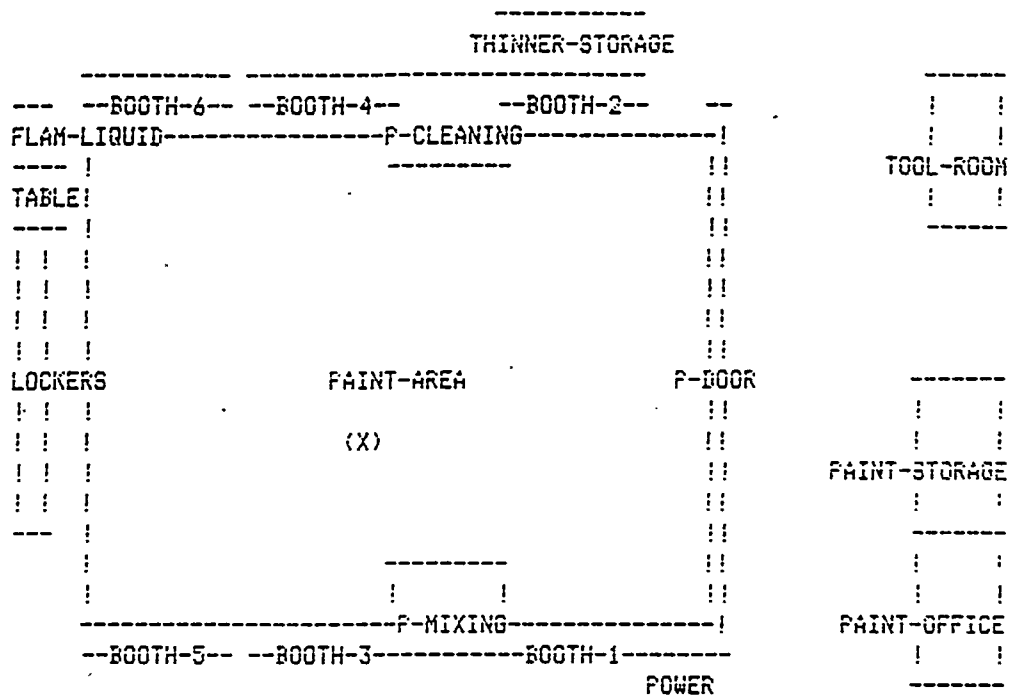 THINNER-STORAGE
BOOTH-6 BOOTH-4 BOOTH-2
FLAM-LIQUID P-CLEANING
TOOL-ROOM
TABLE
LOCKERS PAINT-AREA P-DOOR
(X)
PAINT-STORAGE
P-MIXING PAINT-OFFICE
BOOTH-5 BOOTH-3 BOOTH-1
POWER